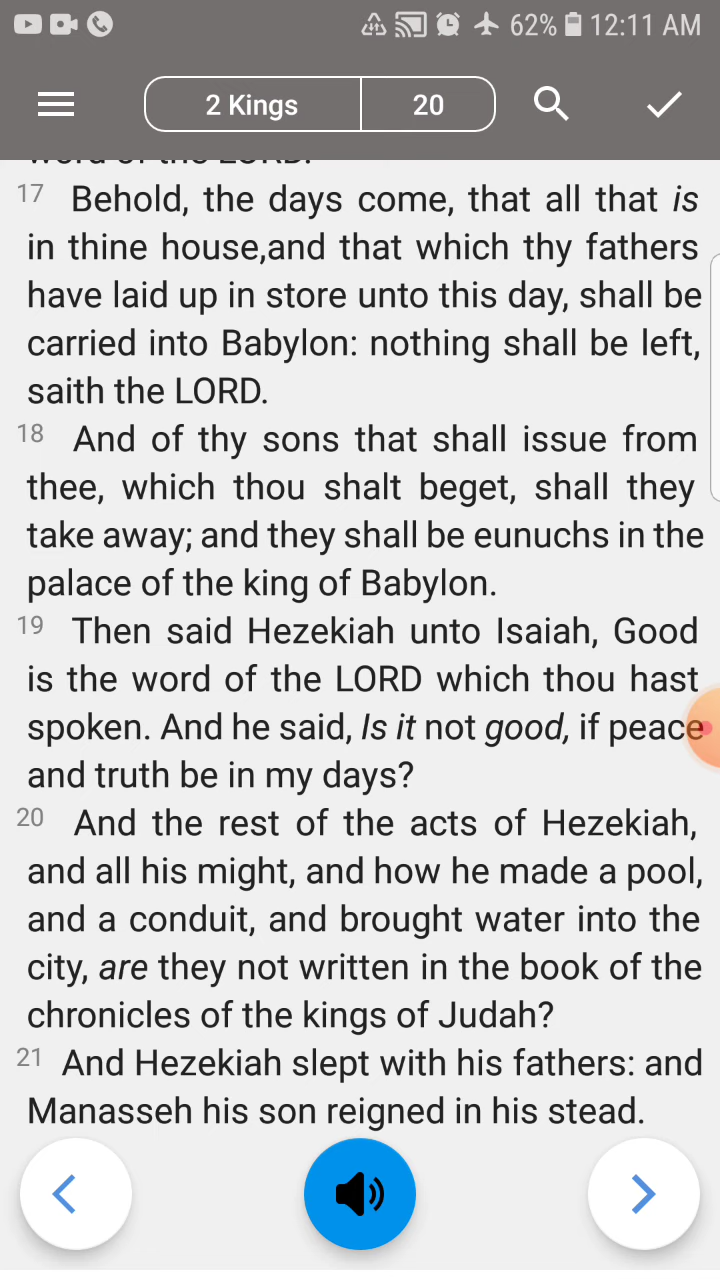 62% 12:11 AM
2 Kings 20
word of the LORD.
17 Behold, the days come, that all that is
in thine house,and that which thy fathers
have laid up in store unto this day, shall be
carried into Babylon: nothing shall be left,
saith the LORD.
18 And of thy sons that shall issue from
thee, which thou shalt beget, shall they
take away; and they shall be eunuchs in the
palace of the king of Babylon.
19 Then said Hezekiah unto Isaiah, Good
is the word of the LORD which thou hast
spoken. And he said, Is it not good, if peace
and truth be in my days?
20 And the rest of the acts of Hezekiah,
and all his might, and how he made a pool,
and a conduit, and brought water into the
city, are they not written in the book of the
chronicles of the kings of Judah?
21 And Hezekiah slept with his fathers: and
Manasseh his son reigned in his stead.